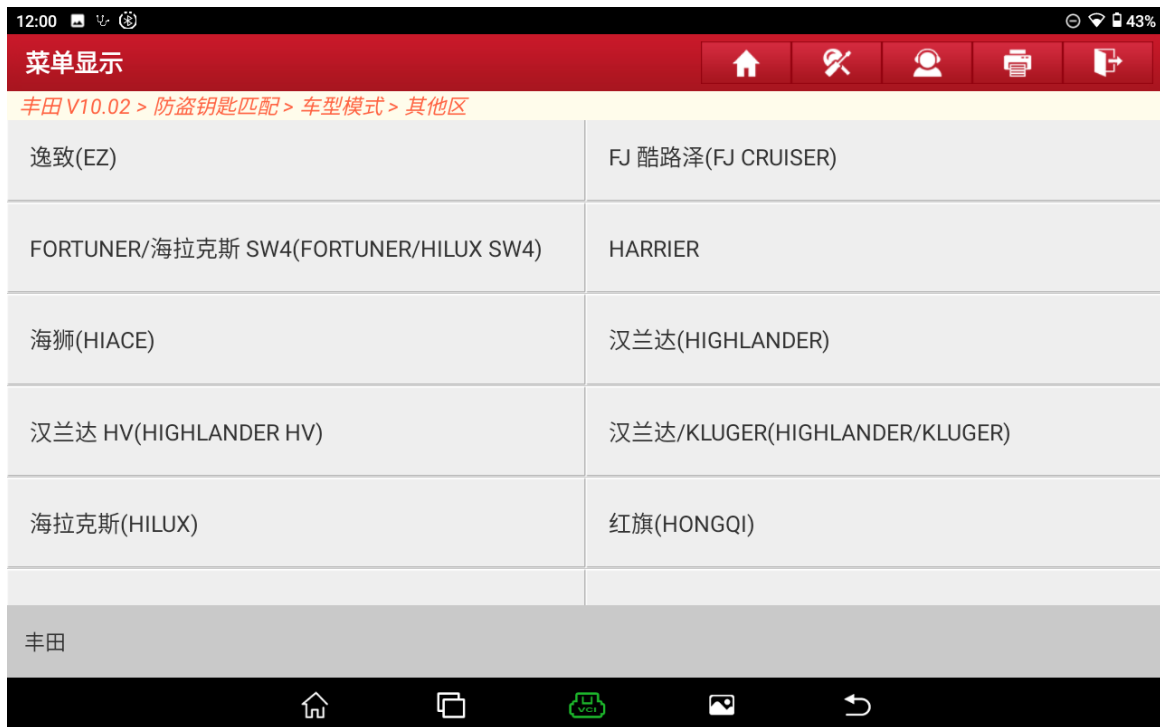 12:00
43%
菜单显示
丰田 V10.02 > 防盗钥匙匹配 > 车型模式 > 其他区
逸致(EZ)
FJ 酷路泽(FJ CRUISER)
FORTUNER/海拉克斯 SW4(FORTUNER/HILUX SW4)
HARRIER
海狮(HIACE)
汉兰达(HIGHLANDER)
汉兰达 HV(HIGHLANDER HV)
汉兰达/KLUGER(HIGHLANDER/KLUGER)
海拉克斯(HILUX)
红旗(HONGQI)
丰田
VCI